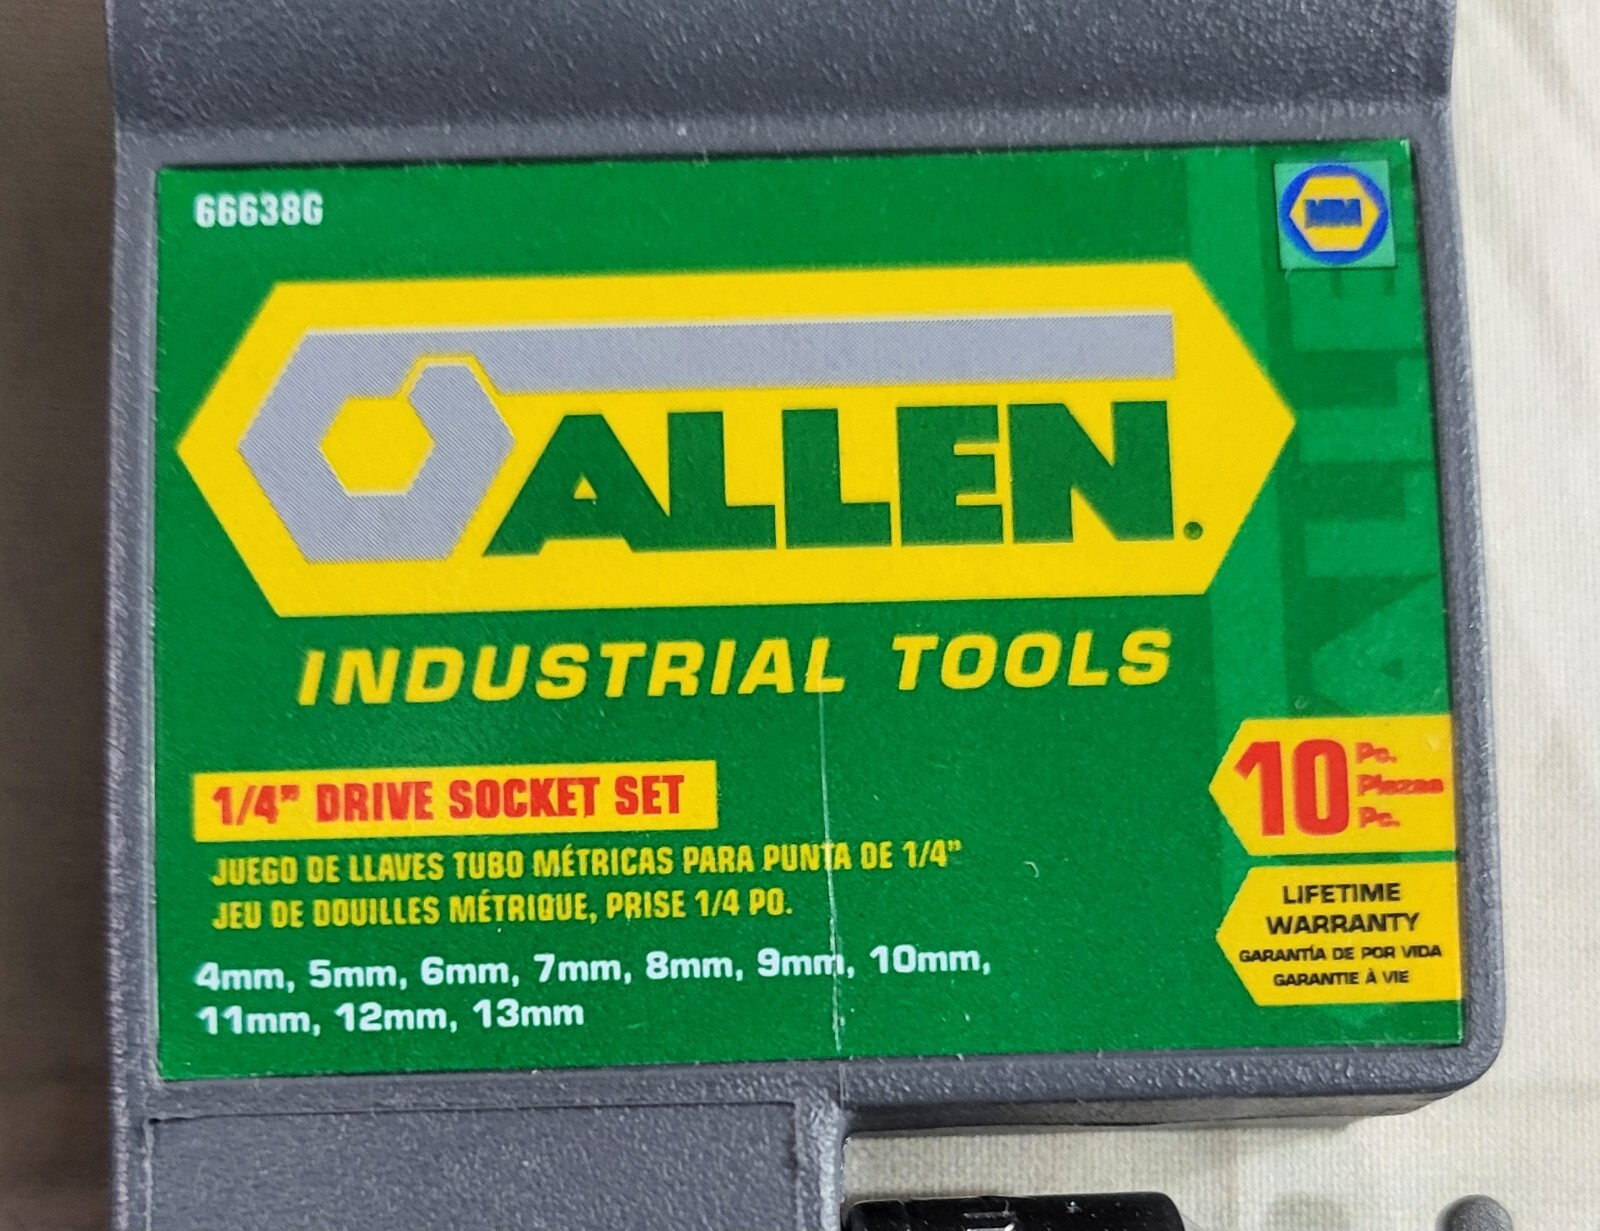 66638G
MM
ALLEN
ALLEN.
INDUSTRIAL TOOLS
1/4" DRIVE SOCKET SET
JUEGO DE LLAVES TUBO MÉTRICAS PARA PUNTA DE 1/4"
JEU DE DOUILLES MÉTRIQUE, PRISE 1/4 PO.
4mm, 5mm, 6mm, 7mm, 8mm, 9mm, 10mm,
11mm, 12mm, 13mm
10 Pc.
Piezas
Pc.
LIFETIME
WARRANTY
GARANTÍA DE POR VIDA
GARANTIE À VIE